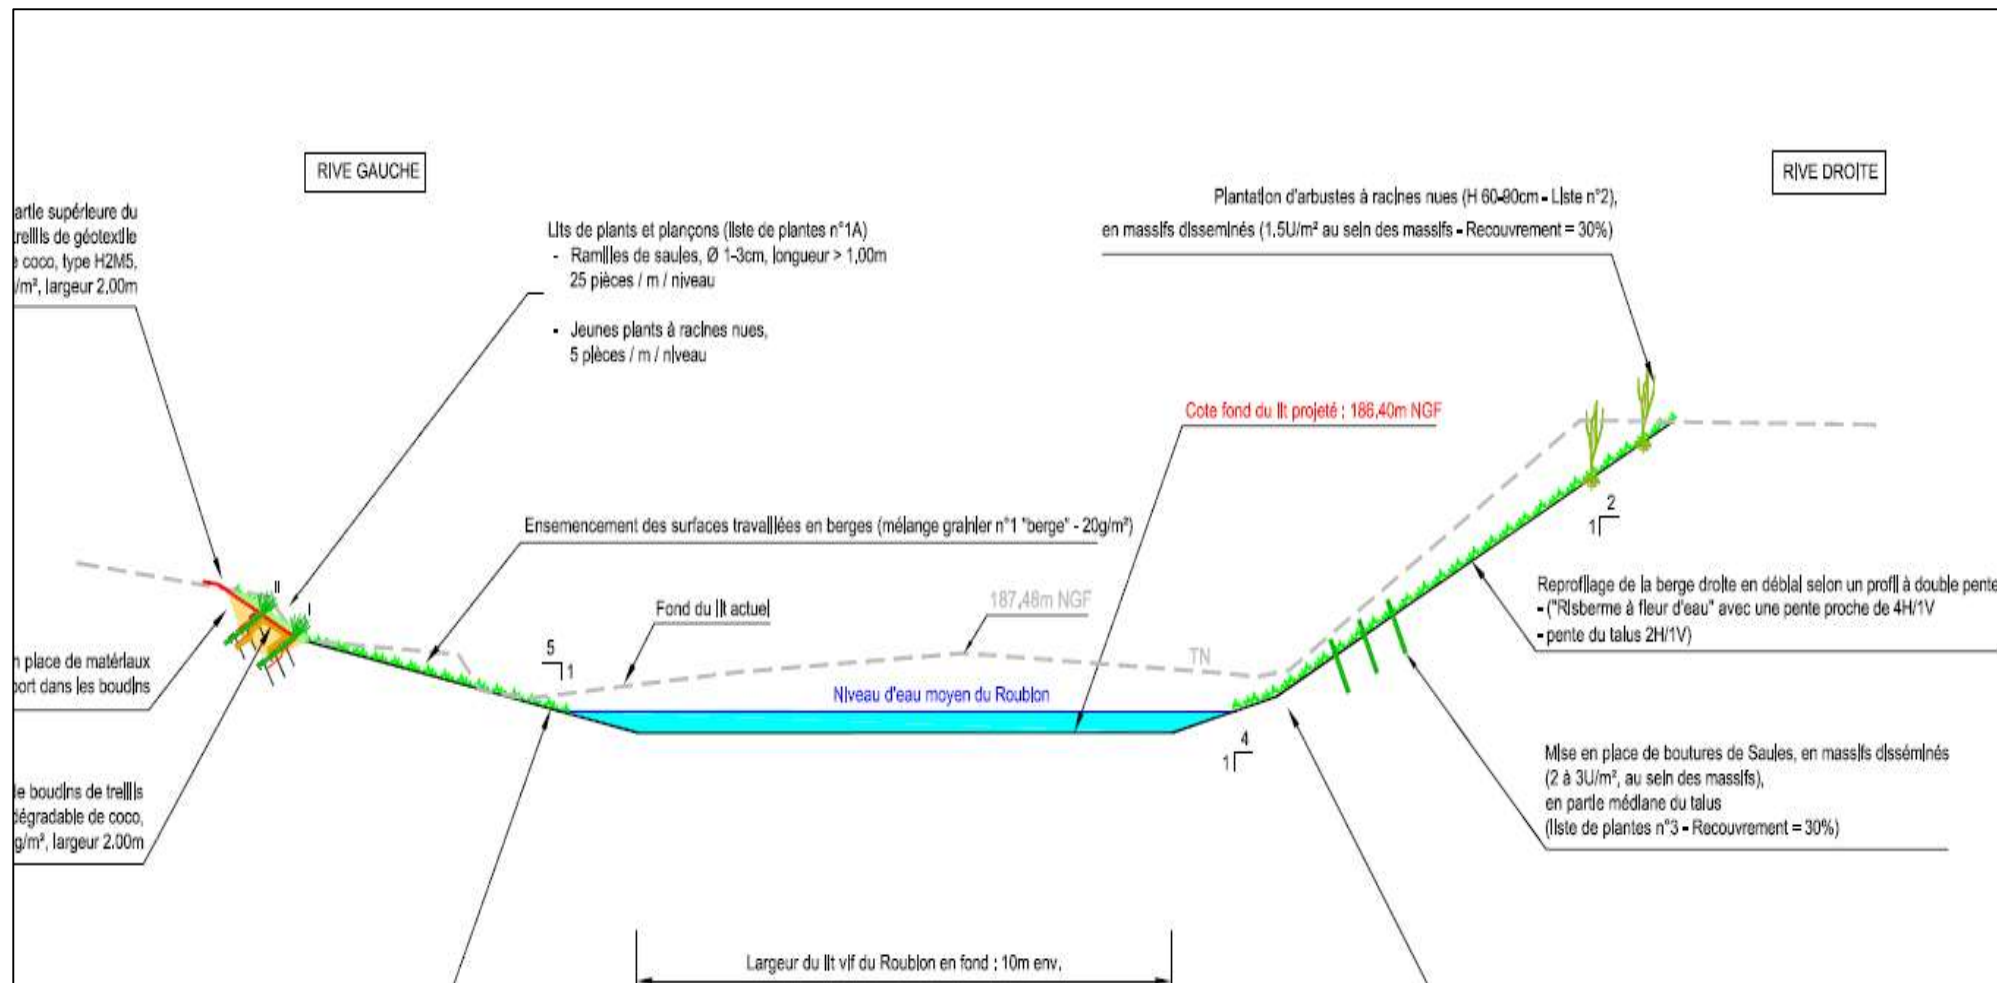 RIVE GAUCHE
RIVE DROITE
artie supérieure du
treillis de géotextile
e coco, type H2M5,
/m², largeur 2,00m
Lits de plants et plançons (liste de plantes n°1A)
- Ramilles de saules, Ø 1-3cm, longueur > 1,00m
25 pièces / m / niveau
- Jeunes plants à racines nues,
5 pièces / m / niveau
Plantation d'arbustes à racines nues (H 60-90cm - Liste n°2),
en massifs disseminés (1,5U/m² au sein des massifs - Recouvrement = 30%)
Cote fond du lit projeté : 186,40m NGF
2
1
Ensemencement des surfaces travaillées en berges (mélange grainier n°1 "berge" - 20g/m²)
II
I
Fond du lit actuel
187,48m NGF
TN
5
1
Reprofilage de la berge droite en déblai selon un profil à double pente
- ("Risberme à fleur d'eau" avec une pente proche de 4H/1V
- pente du talus 2H/1V)
n place de matériaux
port dans les boudins
Niveau d'eau moyen du Roubion
4
1
Mise en place de boutures de Saules, en massifs disséminés
(2 à 3U/m², au sein des massifs),
en partie médiane du talus
(liste de plantes n°3 - Recouvrement = 30%)
de boudins de treillis
dégradable de coco,
g/m², largeur 2.00m
Largeur du lit vif du Roubion en fond : 10m env.